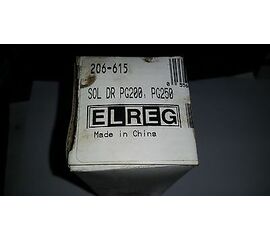 206-615
SOL DR PG200, PG250
ELREG
Made in China